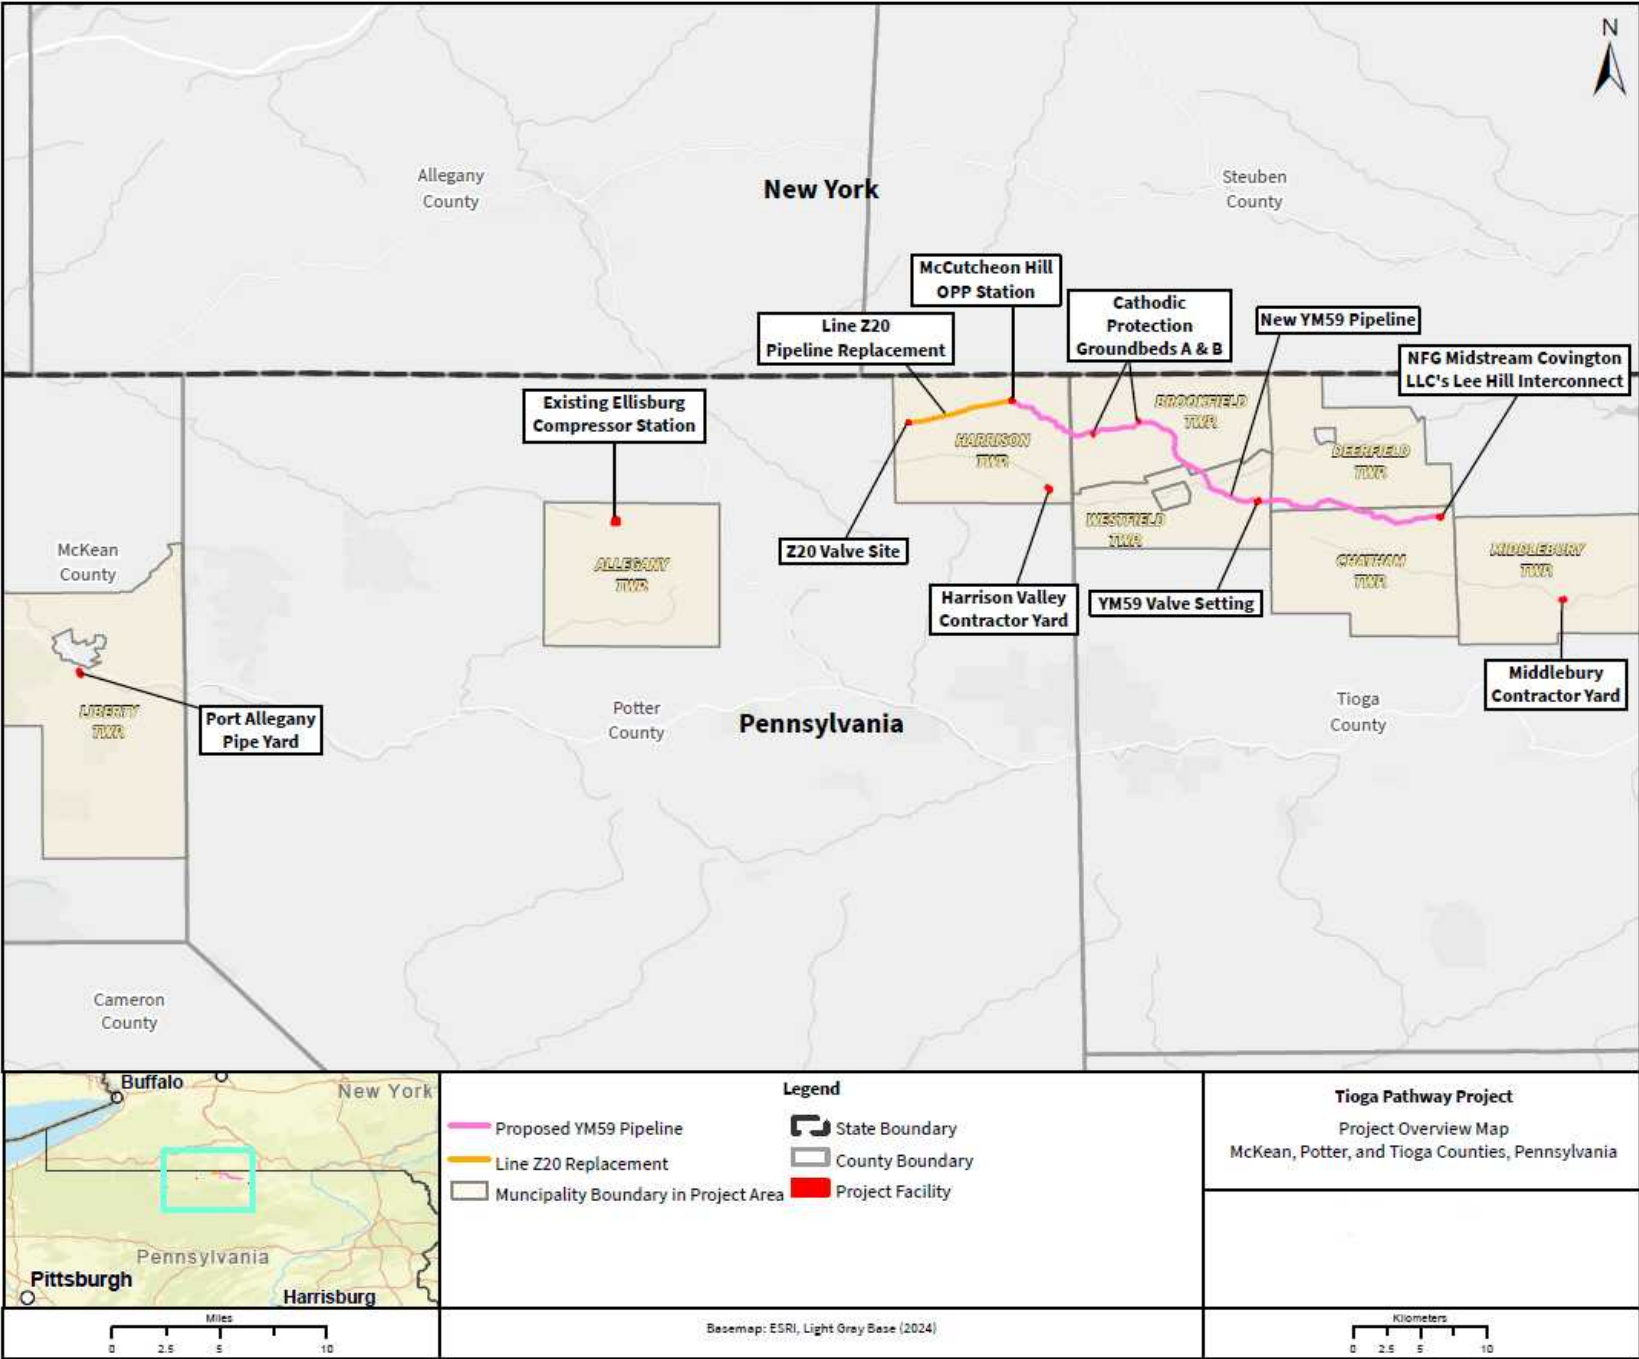 N
Allegany
County
New York
Steuben
County
McCutcheon Hill
OPP Station
Cathodic
Protection
Groundbeds A & B
Line Z20
Pipeline Replacement
New YM59 Pipeline
NFG Midstream Covington
LLC's Lee Hill Interconnect
Existing Ellisburg
Compressor Station
BROOKFIELD
TWP.
HARRISON
TWP.
DEERFIELD
TWP.
WESTFIELD
TWP.
Z20 Valve Site
McKean
County
ALLEGANY
TWP.
CHATHAM
TWP.
MIDDLEBURY
TWP.
Harrison Valley
Contractor Yard
YM59 Valve Setting
Middlebury
Contractor Yard
LIBERTY
TWP.
Port Allegany
Pipe Yard
Potter
County
Pennsylvania
Tioga
County
Cameron
County
Buffalo
New York
Pennsylvania
Pittsburgh
Harrisburg
Legend
Proposed YM59 Pipeline
Line Z20 Replacement
Muncipality Boundary in Project Area
State Boundary
County Boundary
Project Facility
Tioga Pathway Project
Project Overview Map
McKean, Potter, and Tioga Counties, Pennsylvania
Miles
0 2.5 5 10
Basemap: ESRI, Light Gray Base (2024)
Kilometers
0 2.5 5 10